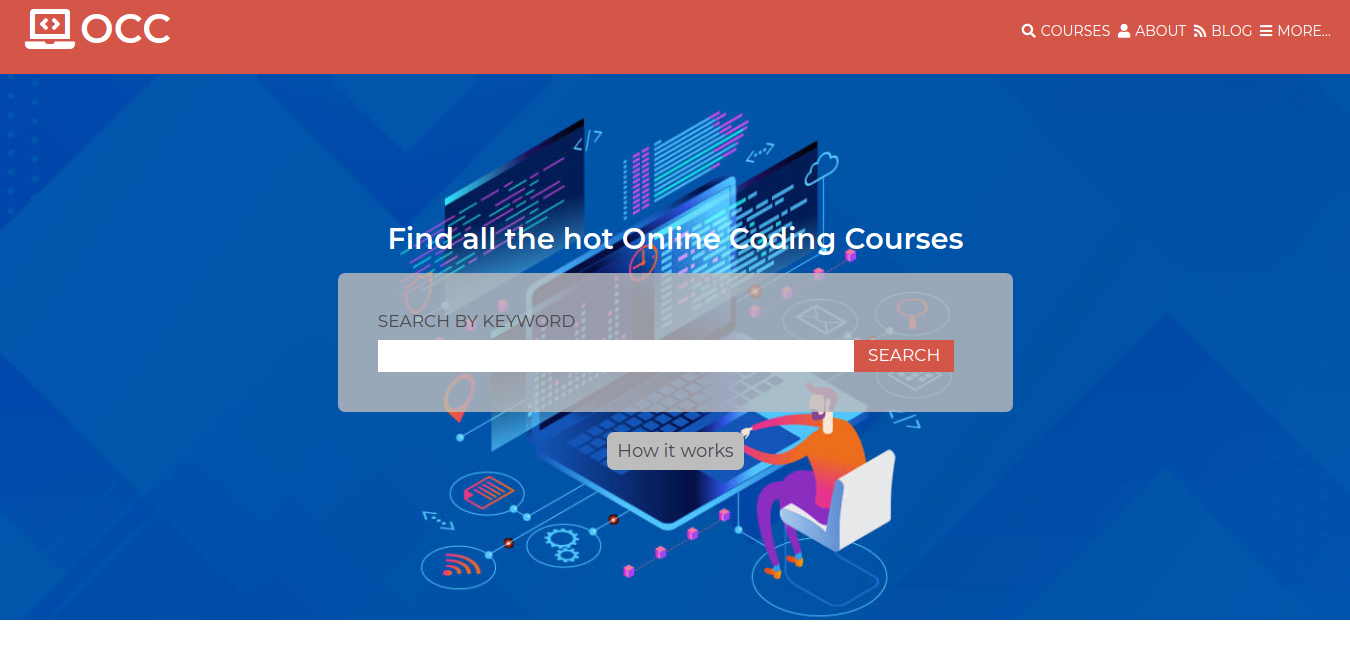 OCC
COURSES ABOUT BLOG MORE...
Find all the hot Online Coding Courses
SEARCH BY KEYWORD
SEARCH
How it works